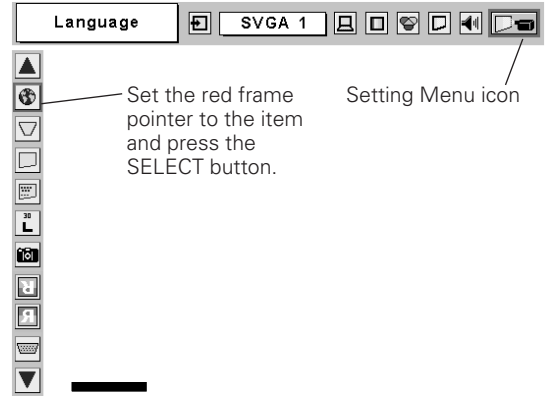 Language
SVGA 1
Set the red frame
pointer to the item
and press the
SELECT button.
Setting Menu icon
30
L
R
R